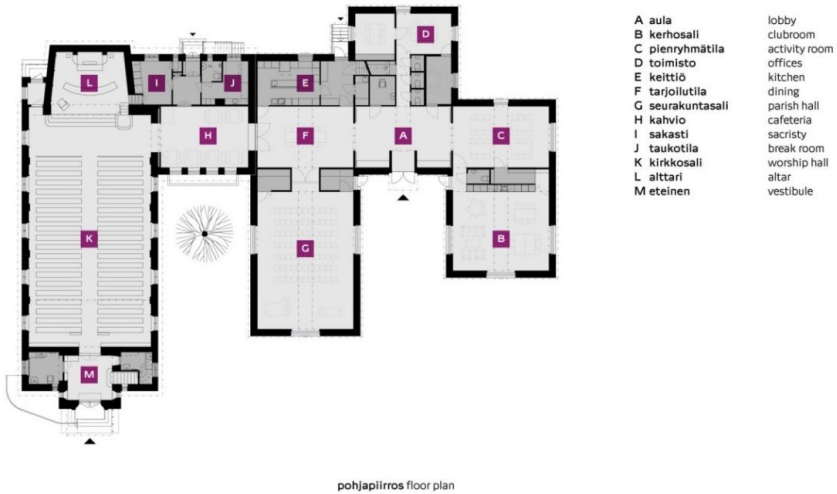 L
I
J
E
D
H
F
A
C
K
G
B
M
A aula lobby
B kerhosali clubroom
C pienryhmätila activity room
D toimisto offices
E keittiö kitchen
F tarjoilutila dining
G seurakuntasali parish hall
H kahvio cafeteria
I sakasti sacristy
J taukotila break room
K kirkkosali worship hall
L alttari altar
M eteinen vestibule
pohjapiirros floor plan